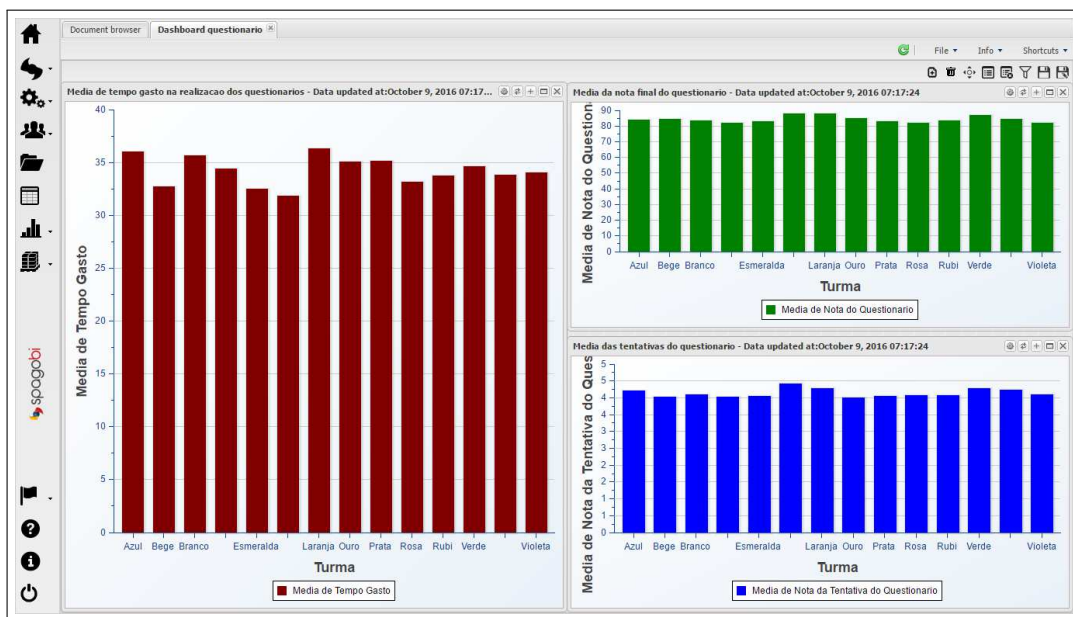 Document browser
Dashboard questionario
File
Info
Shortcuts
Media de tempo gasto na realizacao dos questionarios - Data updated at:October 9, 2016 07:17...
40
35
30
25
20
15
10
5
0
Media de Tempo Gasto
Azul Bege Branco Esmeralda Laranja Ouro Prata Rosa Rubi Verde Violeta
Turma
Media de Tempo Gasto
Media da nota final do questionario - Data updated at:October 9, 2016 07:17:24
90
80
70
60
50
40
30
20
10
0
Media de Nota do Question
Azul Bege Branco Esmeralda Laranja Ouro Prata Rosa Rubi Verde Violeta
Turma
Media de Nota do Questionario
Media das tentativas do questionario - Data updated at:October 9, 2016 07:17:24
5
4
4
3
3
2
2
1
1
0
Media de Nota da Tentativa do Ques
Azul Bege Branco Esmeralda Laranja Ouro Prata Rosa Rubi Verde Violeta
Turma
Media de Nota da Tentativa do Questionario
spagobi